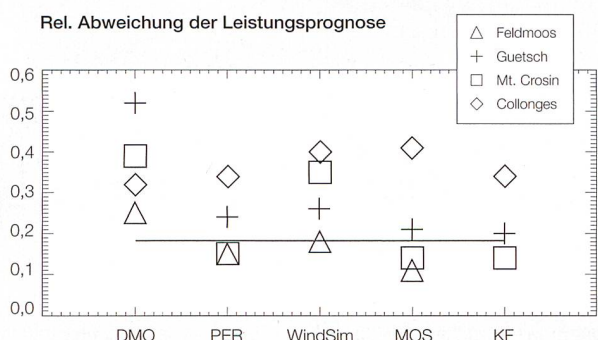 Rel. Abweichung der Leistungsprognose
Feldmoos
Guetsch
Mt. Crosin
Collonges
0,6
0,5
0,4
0,3
0,2
0,1
0,0
DMO PER WindSim MOS KF